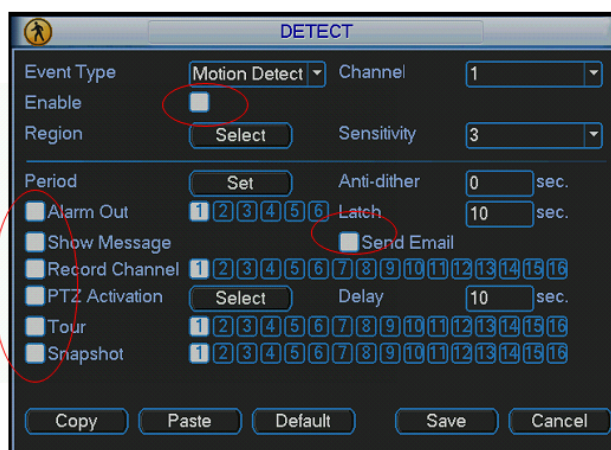 DETECT
Event Type Motion Detect Channel 1
Enable
Region Select Sensitivity 3
Period Set Anti-dither 0 sec.
Alarm Out 1 2 3 4 5 6 Latch 10 sec.
Show Message Send Email
Record Channel 1 2 3 4 5 6 7 8 9 10 11 12 13 14 15 16
PTZ Activation Select Delay 10 sec.
Tour 1 2 3 4 5 6 7 8 9 10 11 12 13 14 15 16
Snapshot 1 2 3 4 5 6 7 8 9 10 11 12 13 14 15 16
Copy Paste Default Save Cancel